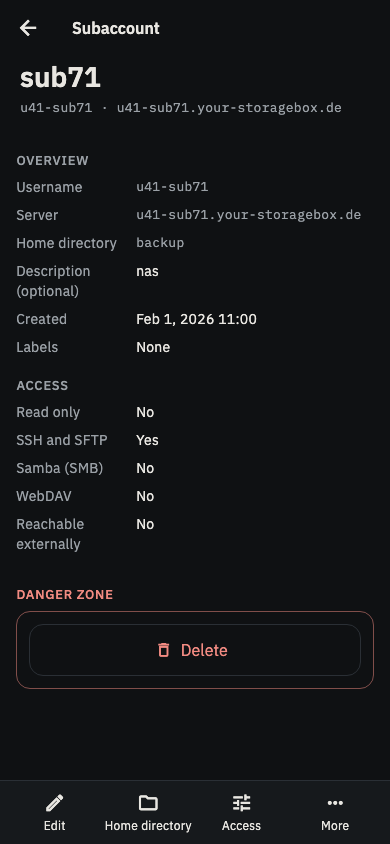 Subaccount
sub71
u41-sub71 · u41-sub71.your-storagebox.de
OVERVIEW
Username u41-sub71
Server u41-sub71.your-storagebox.de
Home directory backup
Description nas
(optional)
Created Feb 1, 2026 11:00
Labels None
ACCESS
Read only No
SSH and SFTP Yes
Samba (SMB) No
WebDAV No
Reachable No
externally
DANGER ZONE
Delete
Edit Home directory Access More